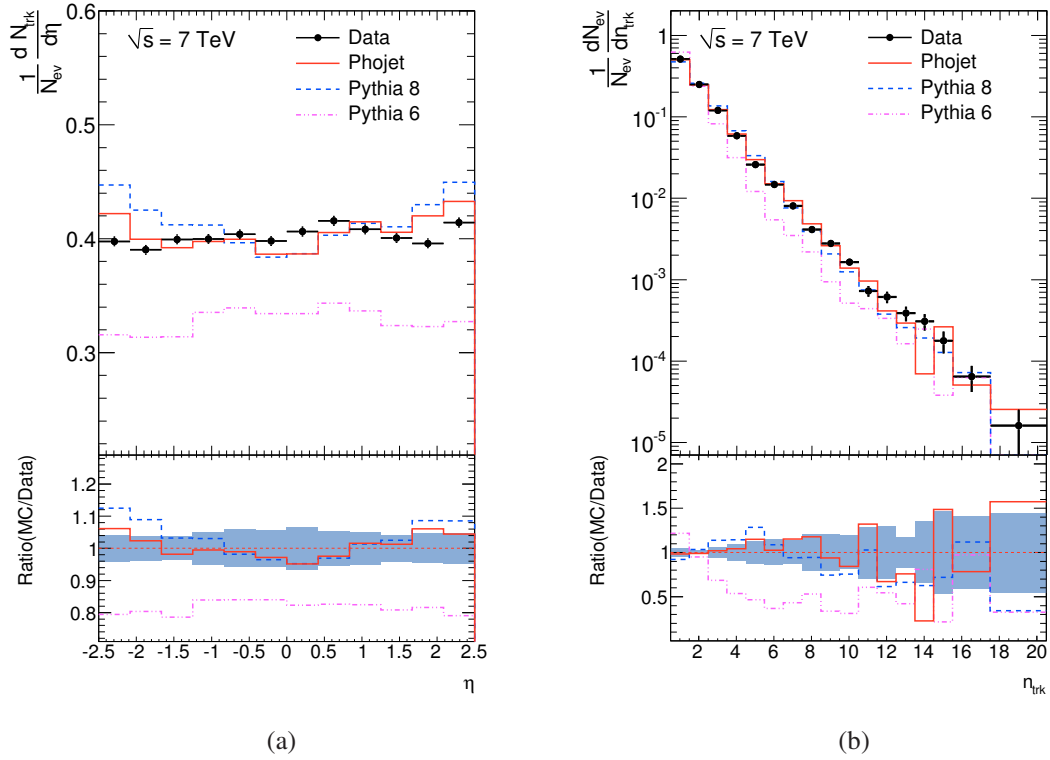 1/N_ev d N_trk/dη
√s = 7 TeV
Data
Phojet
Pythia 8
Pythia 6
0.6
0.5
0.4
0.3
Ratio(MC/Data)
1.2
1.1
1
0.9
0.8
-2.5 -2 -1.5 -1 -0.5 0 0.5 1 1.5 2 2.5
η
(a)
1/N_ev dN_ev/dn_trk
√s = 7 TeV
Data
Phojet
Pythia 8
Pythia 6
1
10^-1
10^-2
10^-3
10^-4
10^-5
Ratio(MC/Data)
2
1.5
1
0.5
2 4 6 8 10 12 14 16 18 20
n_trk
(b)